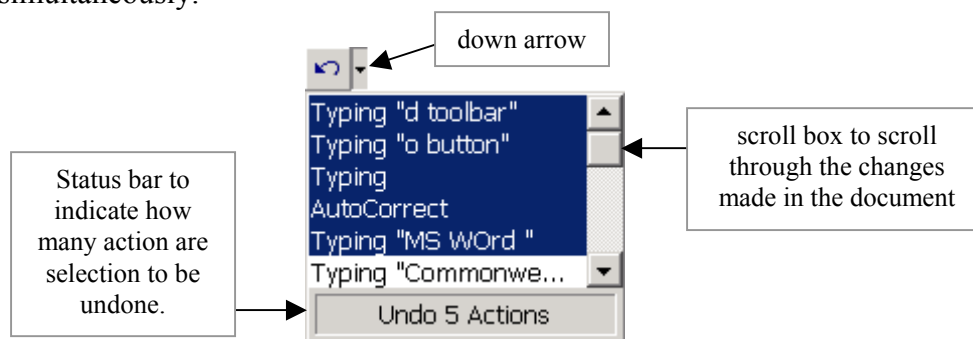 simultaneously.
down arrow
Typing "d toolbar"
Typing "o button"
Typing
AutoCorrect
Typing "MS WOrd "
Typing "Commonwe...
Undo 5 Actions
scroll box to scroll
through the changes
made in the document
Status bar to
indicate how
many action are
selection to be
undone.